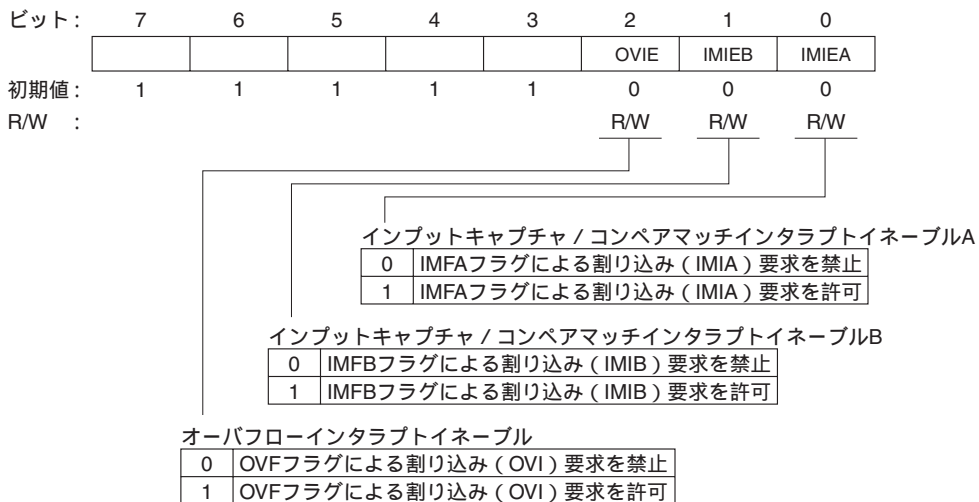 ビット: 7 6 5 4 3 2 1 0
OVIE IMIEB IMIEA
初期値: 1 1 1 1 1 0 0 0
R/W : R/W R/W R/W
インプットキャプチャ / コンペアマッチインタラプトイネーブルA
0 IMFAフラグによる割り込み ( IMIA ) 要求を禁止
1 IMFAフラグによる割り込み ( IMIA ) 要求を許可
インプットキャプチャ / コンペアマッチインタラプトイネーブルB
0 IMFBフラグによる割り込み ( IMIB ) 要求を禁止
1 IMFBフラグによる割り込み ( IMIB ) 要求を許可
オーバフローインタラプトイネーブル
0 OVFフラグによる割り込み ( OVI ) 要求を禁止
1 OVFフラグによる割り込み ( OVI ) 要求を許可